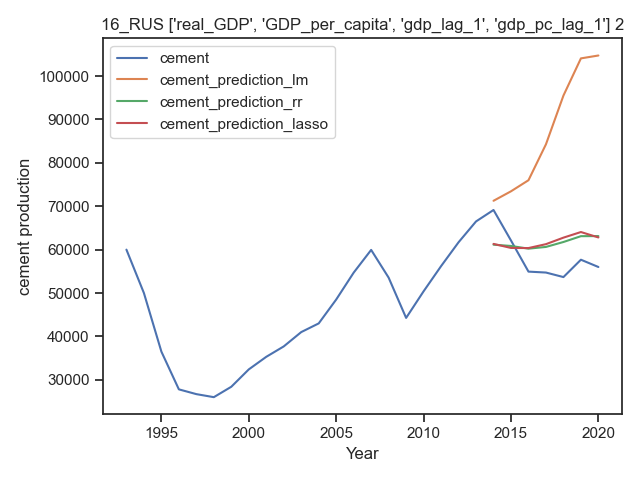 16_RUS ['real_GDP', 'GDP_per_capita', 'gdp_lag_1', 'gdp_pc_lag_1'] 2
cement
cement_prediction_lm
cement_prediction_rr
cement_prediction_lasso
cement production
100000
90000
80000
70000
60000
50000
40000
30000
1995 2000 2005 2010 2015 2020
Year